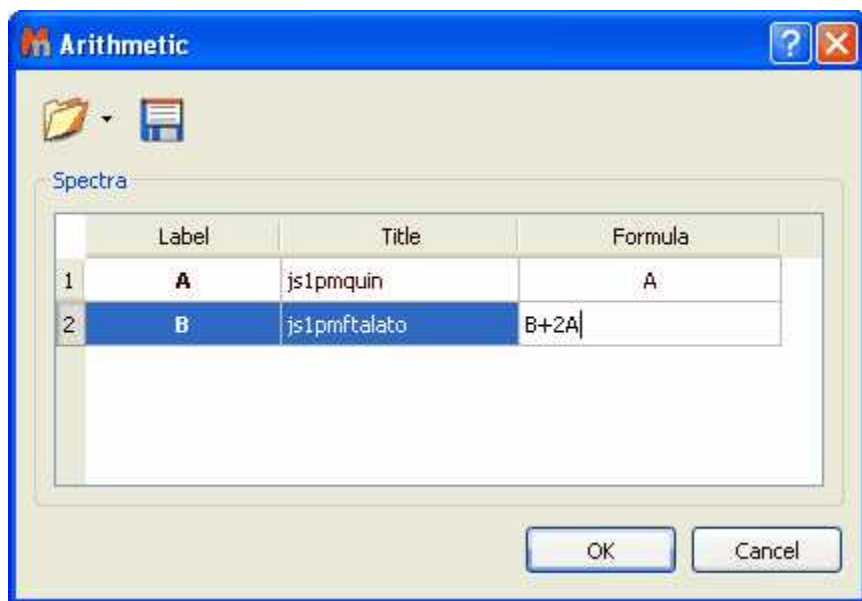 Arithmetic
Spectra
Label Title Formula
1 A js1pmquin A
2 B js1pmftalato B+2A
OK Cancel